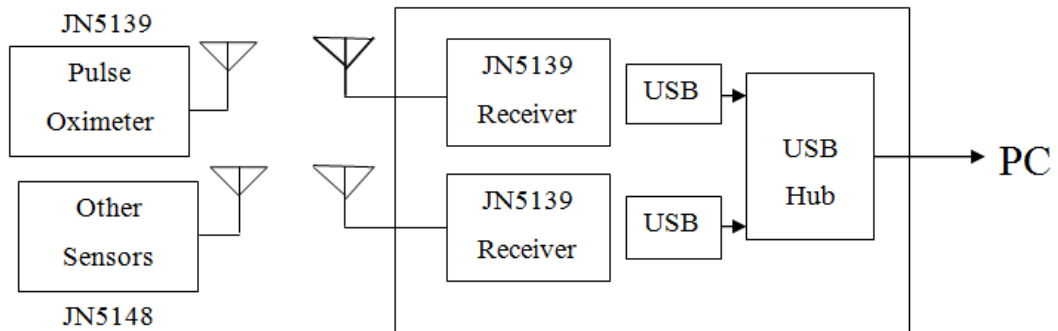 JN5139
Pulse
Oximeter
Other
Sensors
JN5148
JN5139
Receiver
JN5139
Receiver
USB
USB
USB
Hub
PC